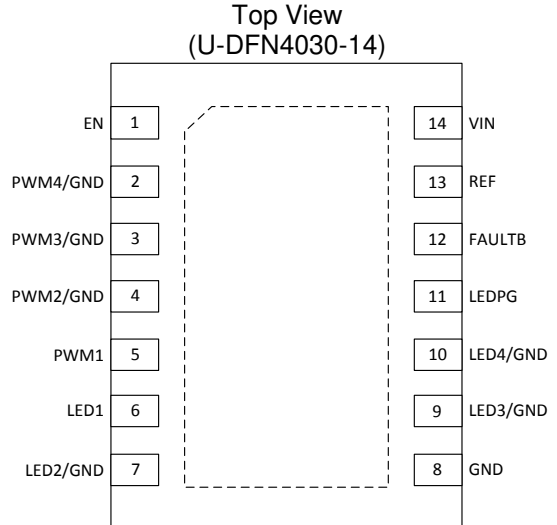 Top View
(U-DFN4030-14)
EN 1 14 VIN
PWM4/GND 2 13 REF
PWM3/GND 3 12 FAULTB
PWM2/GND 4 11 LEDPG
PWM1 5 10 LED4/GND
LED1 6 9 LED3/GND
LED2/GND 7 8 GND